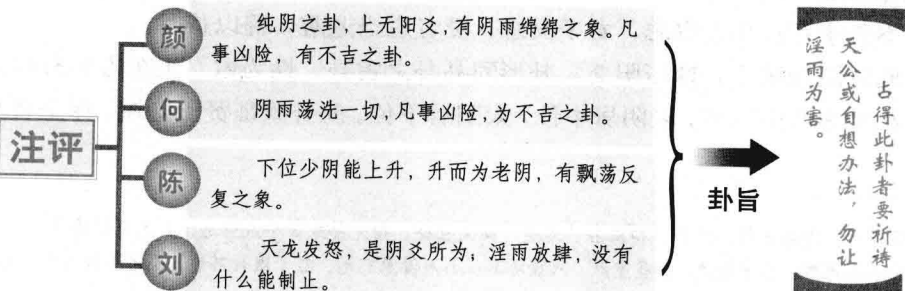 注评
颜
纯阴之卦,上无阳爻,有阴雨绵绵之象。凡
事凶险,有不吉之卦。
何
阴雨荡洗一切,凡事凶险,为不吉之卦。
陈
下位少阴能上升,升而为老阴,有飘荡反
复之象。
刘
天龙发怒,是阴爻所为;淫雨放肆,没有
什么能制止。
卦旨
占得此卦者要祈祷
天公或自想办法,勿让
淫雨为害。